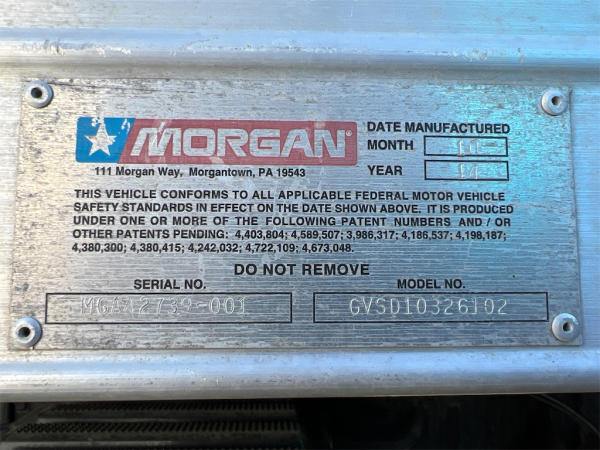 MORGAN®
111 Morgan Way, Morgantown, PA 19543
DATE MANUFACTURED
MONTH
YEAR 14
THIS VEHICLE CONFORMS TO ALL APPLICABLE FEDERAL MOTOR VEHICLE
SAFETY STANDARDS IN EFFECT ON THE DATE SHOWN ABOVE. IT IS PRODUCED
UNDER ONE OR MORE OF THE FOLLOWING PATENT NUMBERS AND / OR
OTHER PATENTS PENDING: 4,403,804; 4,589,507; 3,986,317; 4,186,537; 4,198,187;
4,380,300; 4,380,415; 4,242,032; 4,722,109; 4,673,048.
DO NOT REMOVE
SERIAL NO. MODEL NO.
GVSD10326102